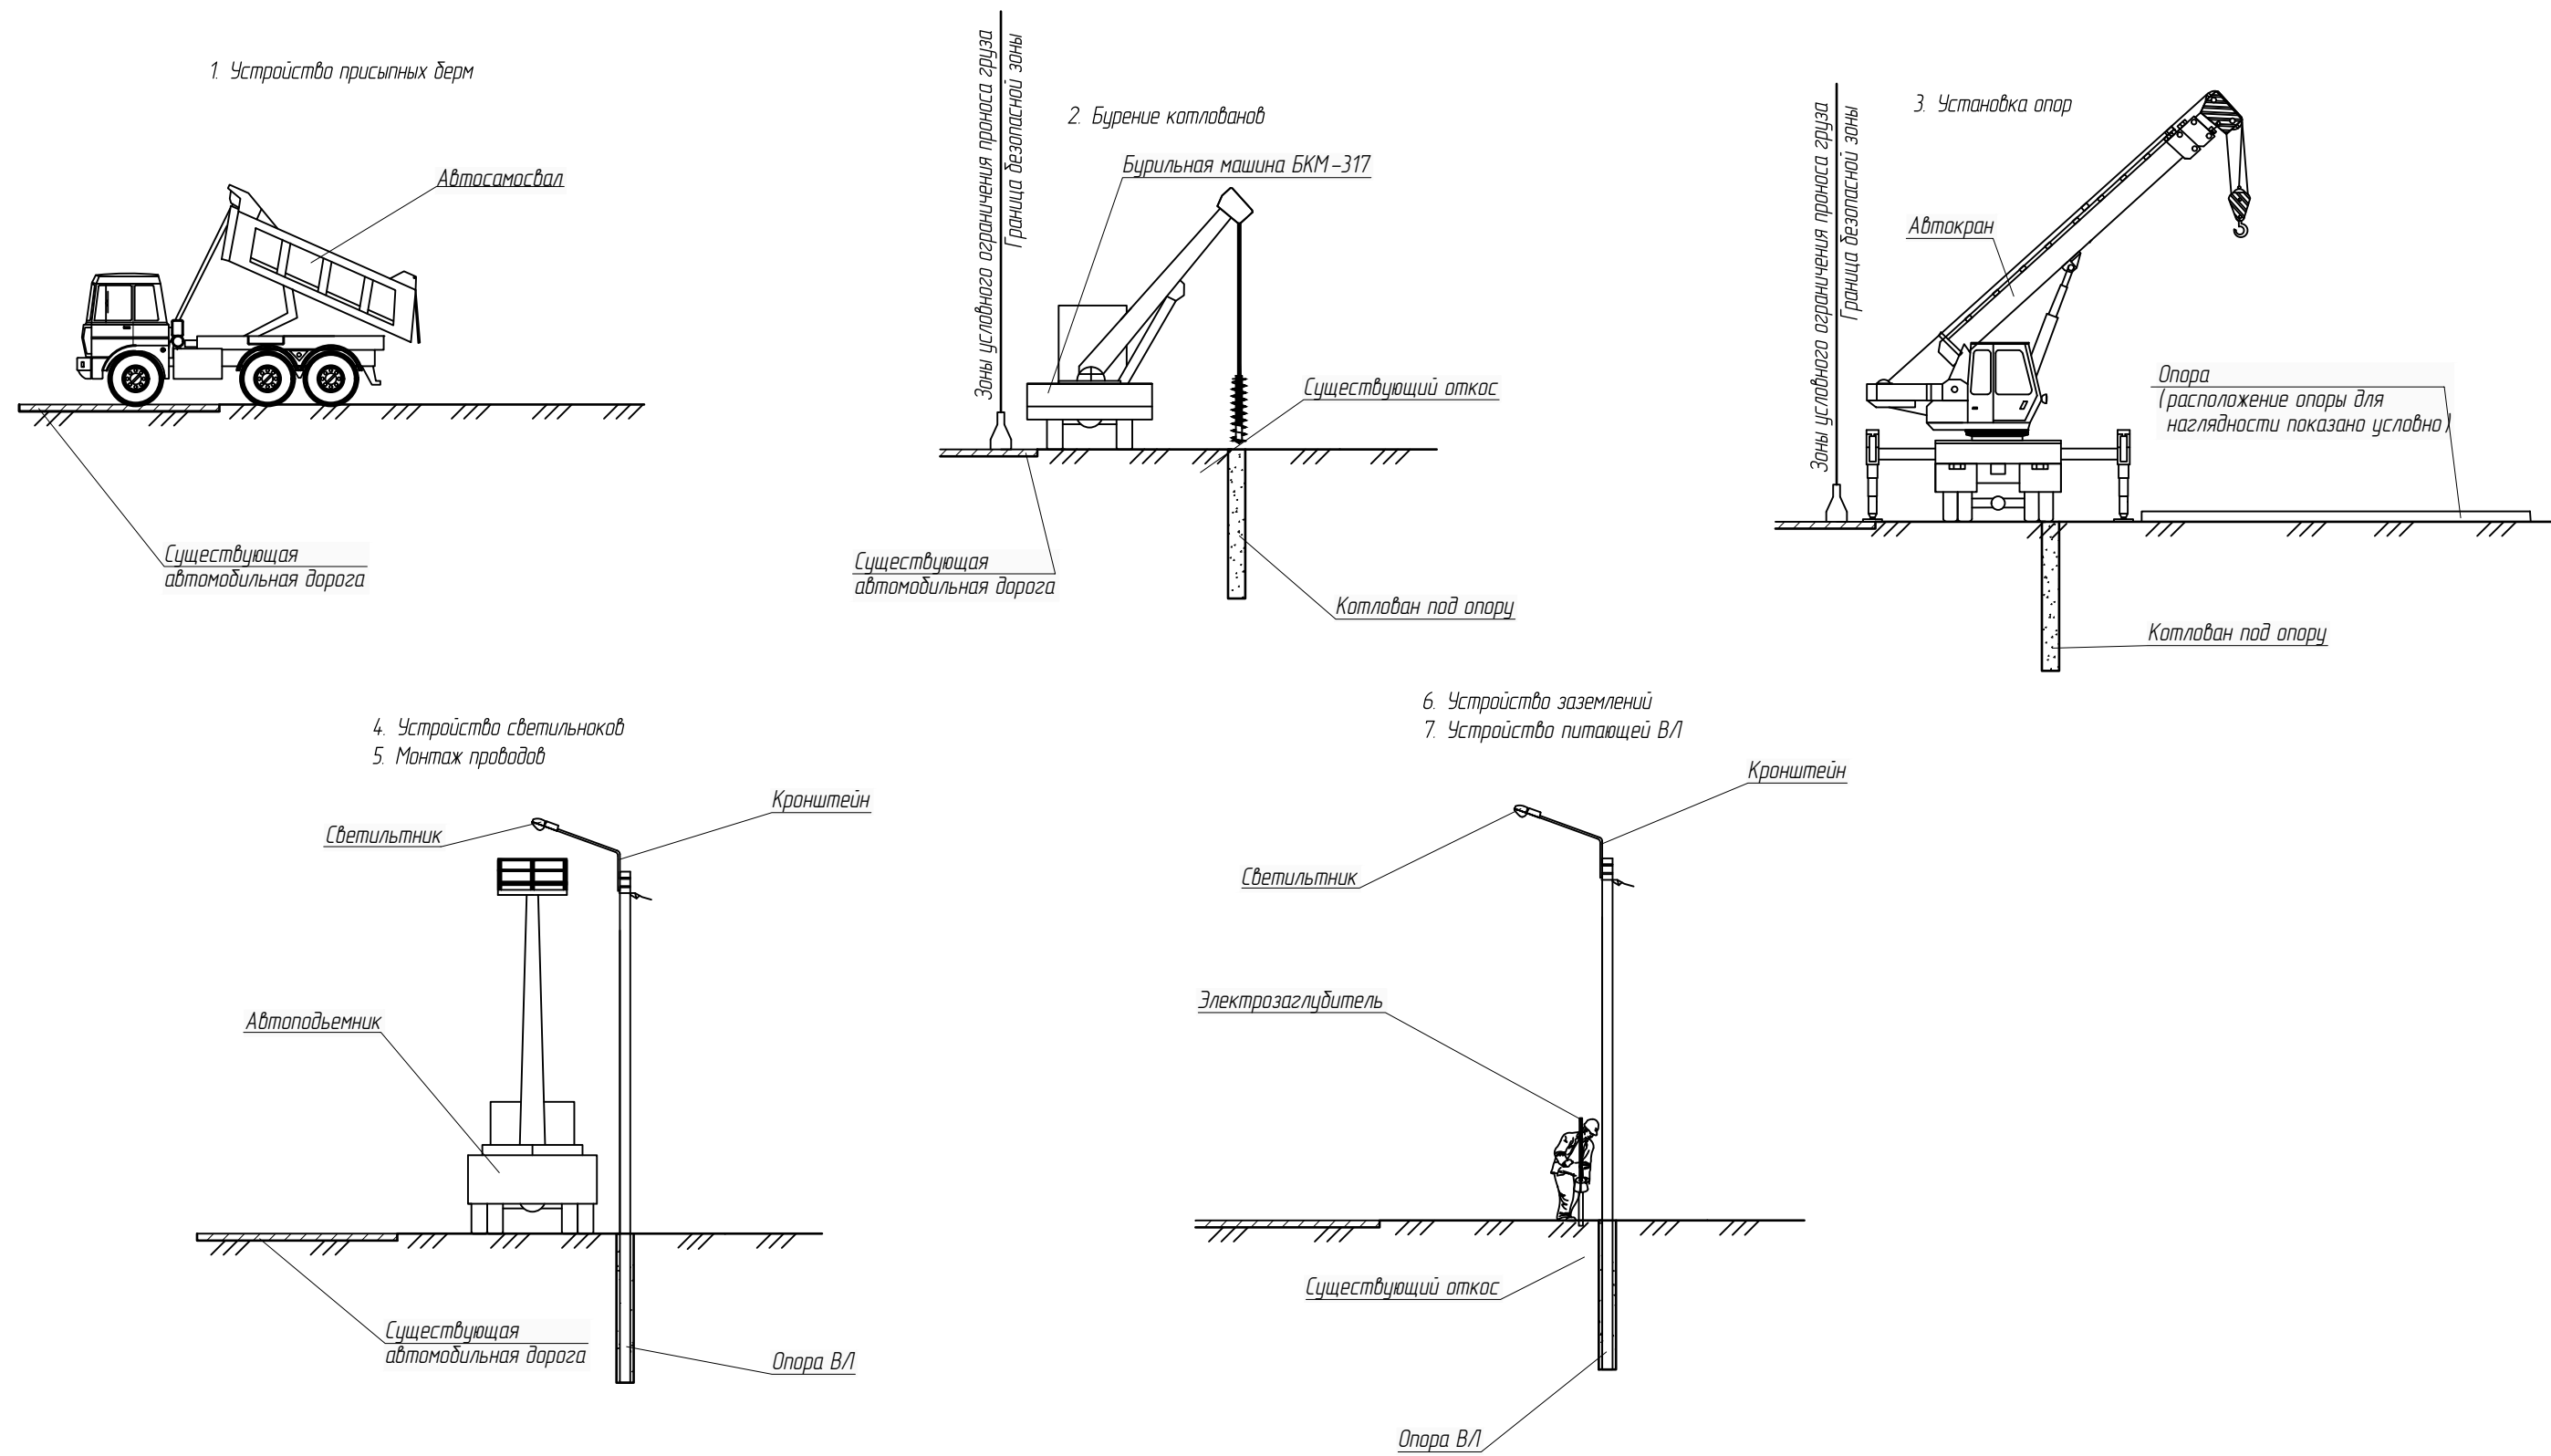 1. Устройство присыпных берм
Автосамосвал
Существующая
автомобильная дорога
Зоны условного ограничения проноса груза
Граница безопасной зоны
2. Бурение котлованов
Бурильная машина БКМ-317
Существующий откос
Существующая
автомобильная дорога
Котлован под опору
Зоны условного ограничения проноса груза
Граница безопасной зоны
3. Установка опор
Автокран
Опора
(расположение опоры для
наглядности показано условно)
Котлован под опору
4. Устройство светильноков
5. Монтаж проводов
Кронштейн
Светильтник
Автоподьемник
Существующая
автомобильная дорога
Опора ВЛ
6. Устройство заземлений
7. Устройство питающей ВЛ
Кронштейн
Светильтник
Электрозаглубитель
Существующий откос
Опора ВЛ